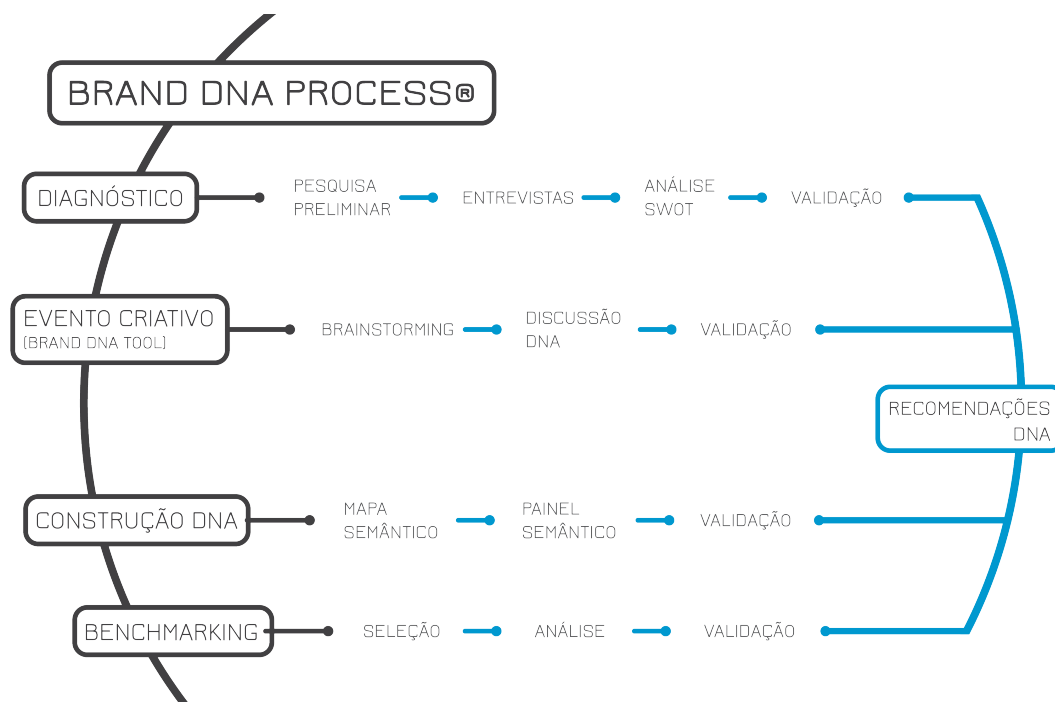 BRAND DNA PROCESS®
DIAGNÓSTICO
PESQUISA
PRELIMINAR
ENTREVISTAS
ANÁLISE
SWOT
VALIDAÇÃO
EVENTO CRIATIVO
(BRAND DNA TOOL)
BRAINSTORMING
DISCUSSÃO
DNA
VALIDAÇÃO
RECOMENDAÇÕES
DNA
CONSTRUÇÃO DNA
MAPA
SEMÂNTICO
PAINEL
SEMÂNTICO
VALIDAÇÃO
BENCHMARKING
SELEÇÃO
ANÁLISE
VALIDAÇÃO